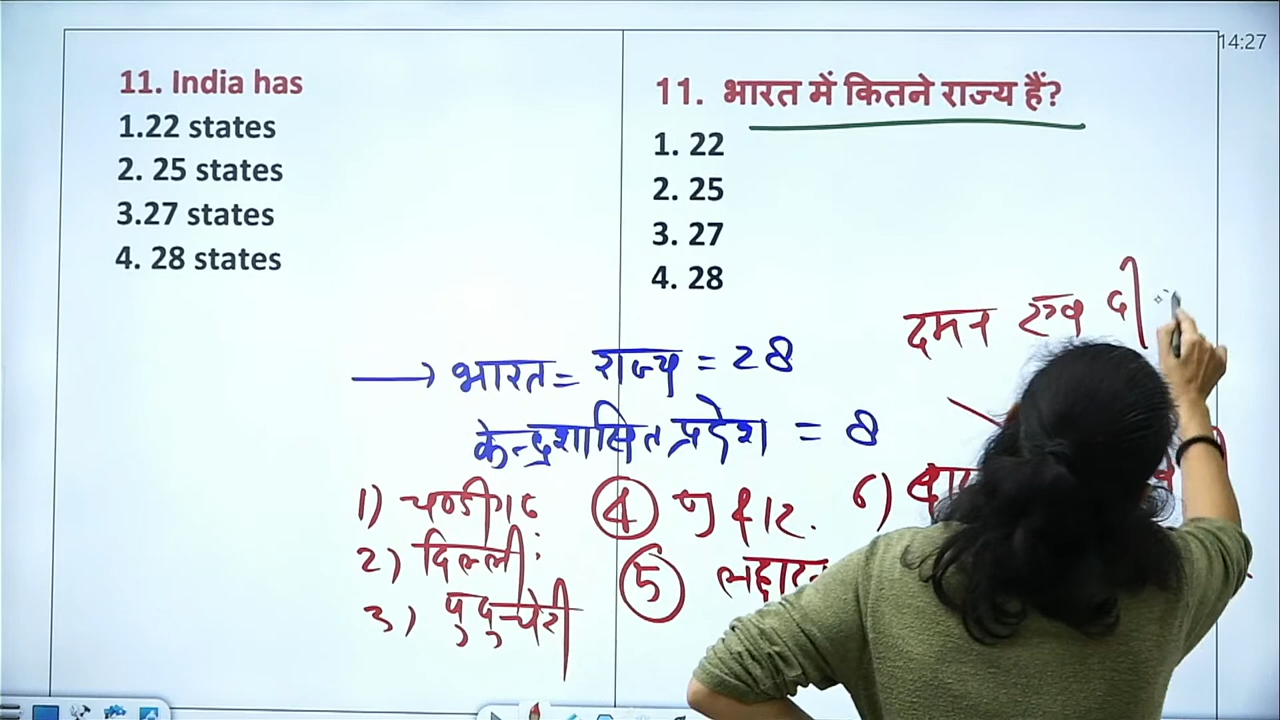 14:27
11. India has
1.22 states
2. 25 states
3.27 states
4. 28 states
11. भारत में कितने राज्य हैं?
1. 22
2. 25
3. 27
4. 28
दमन एव दी
→ भारत = राज्य = 28
केन्द्रशासित प्रदेश = 8
1) चण्डीगढ
2) दिल्ली
3) पुदुच्चेरी
4
5
6)